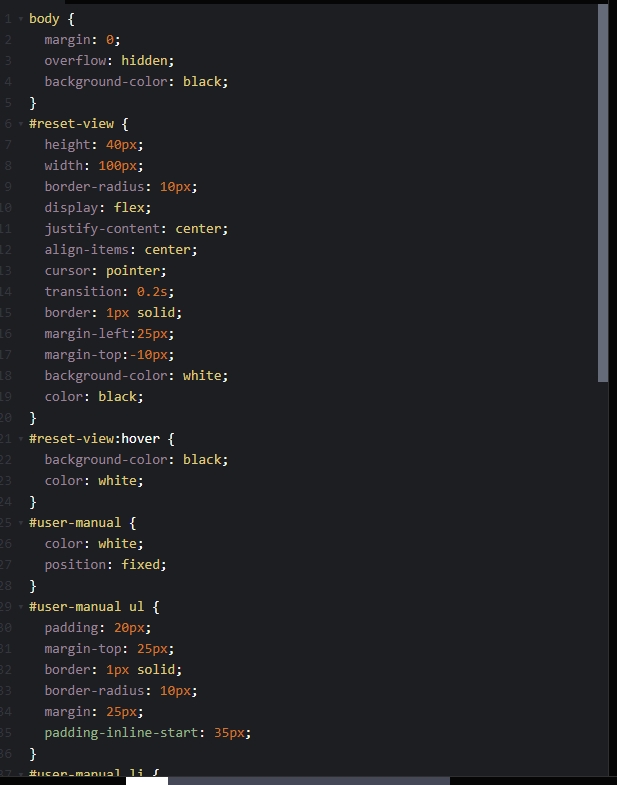 1 body {
2 margin: 0;
3 overflow: hidden;
4 background-color: black;
5 }
6 #reset-view {
7 height: 40px;
8 width: 100px;
9 border-radius: 10px;
10 display: flex;
11 justify-content: center;
12 align-items: center;
13 cursor: pointer;
14 transition: 0.2s;
15 border: 1px solid;
16 margin-left:25px;
17 margin-top:-10px;
18 background-color: white;
19 color: black;
20 }
21 #reset-view:hover {
22 background-color: black;
23 color: white;
24 }
25 #user-manual {
26 color: white;
27 position: fixed;
28 }
29 #user-manual ul {
30 padding: 20px;
31 margin-top: 25px;
32 border: 1px solid;
33 border-radius: 10px;
34 margin: 25px;
35 padding-inline-start: 35px;
36 }
37 #user-manual li {